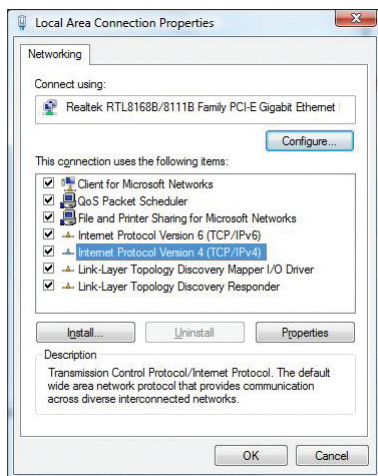 Local Area Connection Properties
Networking
Connect using:
Realtek RTL8168B/8111B Family PCI-E Gigabit Ethernet
Configure...
This connection uses the following items:
Client for Microsoft Networks
QoS Packet Scheduler
File and Printer Sharing for Microsoft Networks
Internet Protocol Version 6 (TCP/IPv6)
Internet Protocol Version 4 (TCP/IPv4)
Link-Layer Topology Discovery Mapper I/O Driver
Link-Layer Topology Discovery Responder
Install...
Uninstall
Properties
Description
Transmission Control Protocol/Internet Protocol. The default
wide area network protocol that provides communication
across diverse interconnected networks.
OK
Cancel